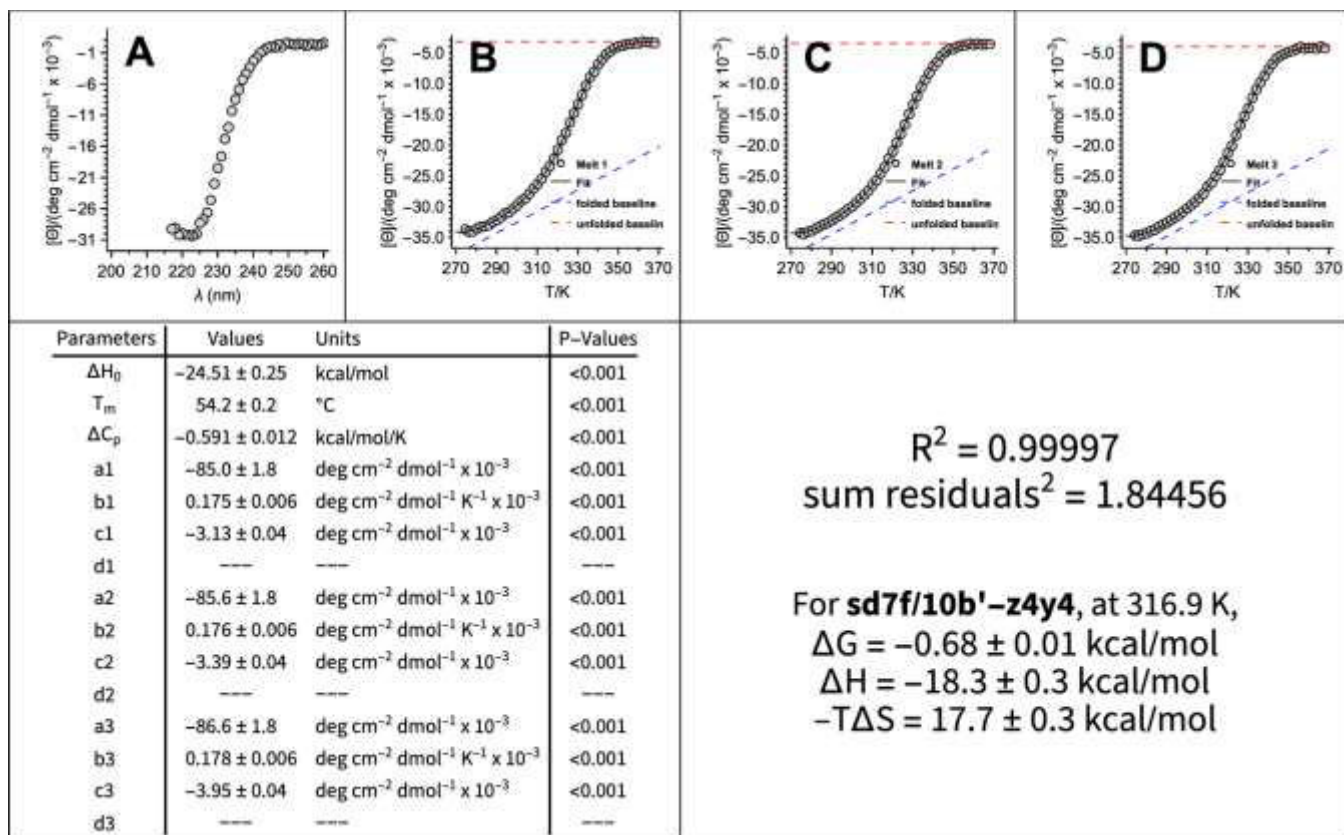 A
[Θ]/(deg cm−2 dmol−1 x 10−3)
−1
−6
−11
−16
−21
−26
−31
200 210 220 230 240 250 260
λ (nm)
B
[Θ]/(deg cm−2 dmol−1 x 10−3)
−5.0
−10.0
−15.0
−20.0
−25.0
−30.0
−35.0
Melt 1
Fit
folded baseline
unfolded baselin
270 290 310 330 350 370
T/K
C
[Θ]/(deg cm−2 dmol−1 x 10−3)
−5.0
−10.0
−15.0
−20.0
−25.0
−30.0
−35.0
Melt 2
Fit
folded baseline
unfolded baselin
270 290 310 330 350 370
T/K
D
[Θ]/(deg cm−2 dmol−1 x 10−3)
−5.0
−10.0
−15.0
−20.0
−25.0
−30.0
−35.0
Melt 3
Fit
folded baseline
unfolded baselin
270 290 310 330 350 370
T/K
Parameters Values Units P−Values
ΔH0 −24.51 ± 0.25 kcal/mol <0.001
Tm 54.2 ± 0.2 °C <0.001
ΔCp −0.591 ± 0.012 kcal/mol/K <0.001
a1 −85.0 ± 1.8 deg cm−2 dmol−1 x 10−3 <0.001
b1 0.175 ± 0.006 deg cm−2 dmol−1 K−1 x 10−3 <0.001
c1 −3.13 ± 0.04 deg cm−2 dmol−1 x 10−3 <0.001
d1 −−− −−− −−−
a2 −85.6 ± 1.8 deg cm−2 dmol−1 x 10−3 <0.001
b2 0.176 ± 0.006 deg cm−2 dmol−1 K−1 x 10−3 <0.001
c2 −3.39 ± 0.04 deg cm−2 dmol−1 x 10−3 <0.001
d2 −−− −−− −−−
a3 −86.6 ± 1.8 deg cm−2 dmol−1 x 10−3 <0.001
b3 0.178 ± 0.006 deg cm−2 dmol−1 K−1 x 10−3 <0.001
c3 −3.95 ± 0.04 deg cm−2 dmol−1 x 10−3 <0.001
d3 −−− −−− −−−
R2 = 0.99997
sum residuals2 = 1.84456
For sd7f/10b'−z4y4, at 316.9 K,
ΔG = −0.68 ± 0.01 kcal/mol
ΔH = −18.3 ± 0.3 kcal/mol
−TΔS = 17.7 ± 0.3 kcal/mol